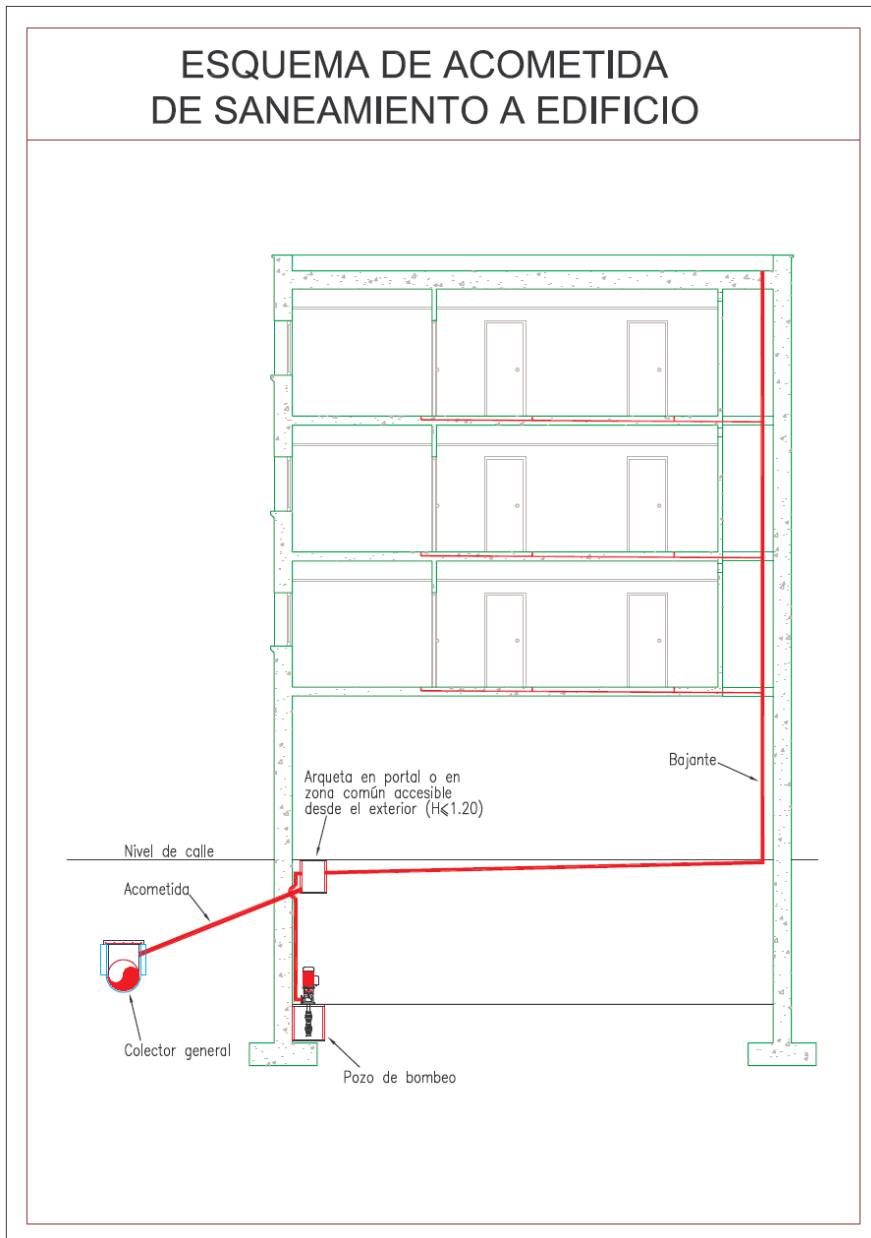 ESQUEMA DE ACOMETIDA
DE SANEAMIENTO A EDIFICIO
Bajante
Arqueta en portal o en
zona común accesible
desde el exterior (H⩽1.20)
Nivel de calle
Acometida
Colector general
Pozo de bombeo